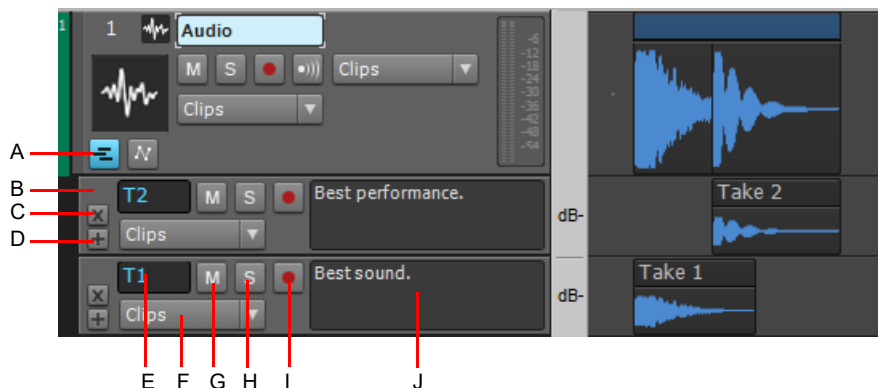 1 1 Audio
M S Clips
Clips
-6
-12
-18
-24
-30
-36
-42
-48
-54
A
B T2 M S Best performance. Take 2
C
dB-
D Clips
T1 M S Best sound. Take 1
dB-
Clips
E F G H I J